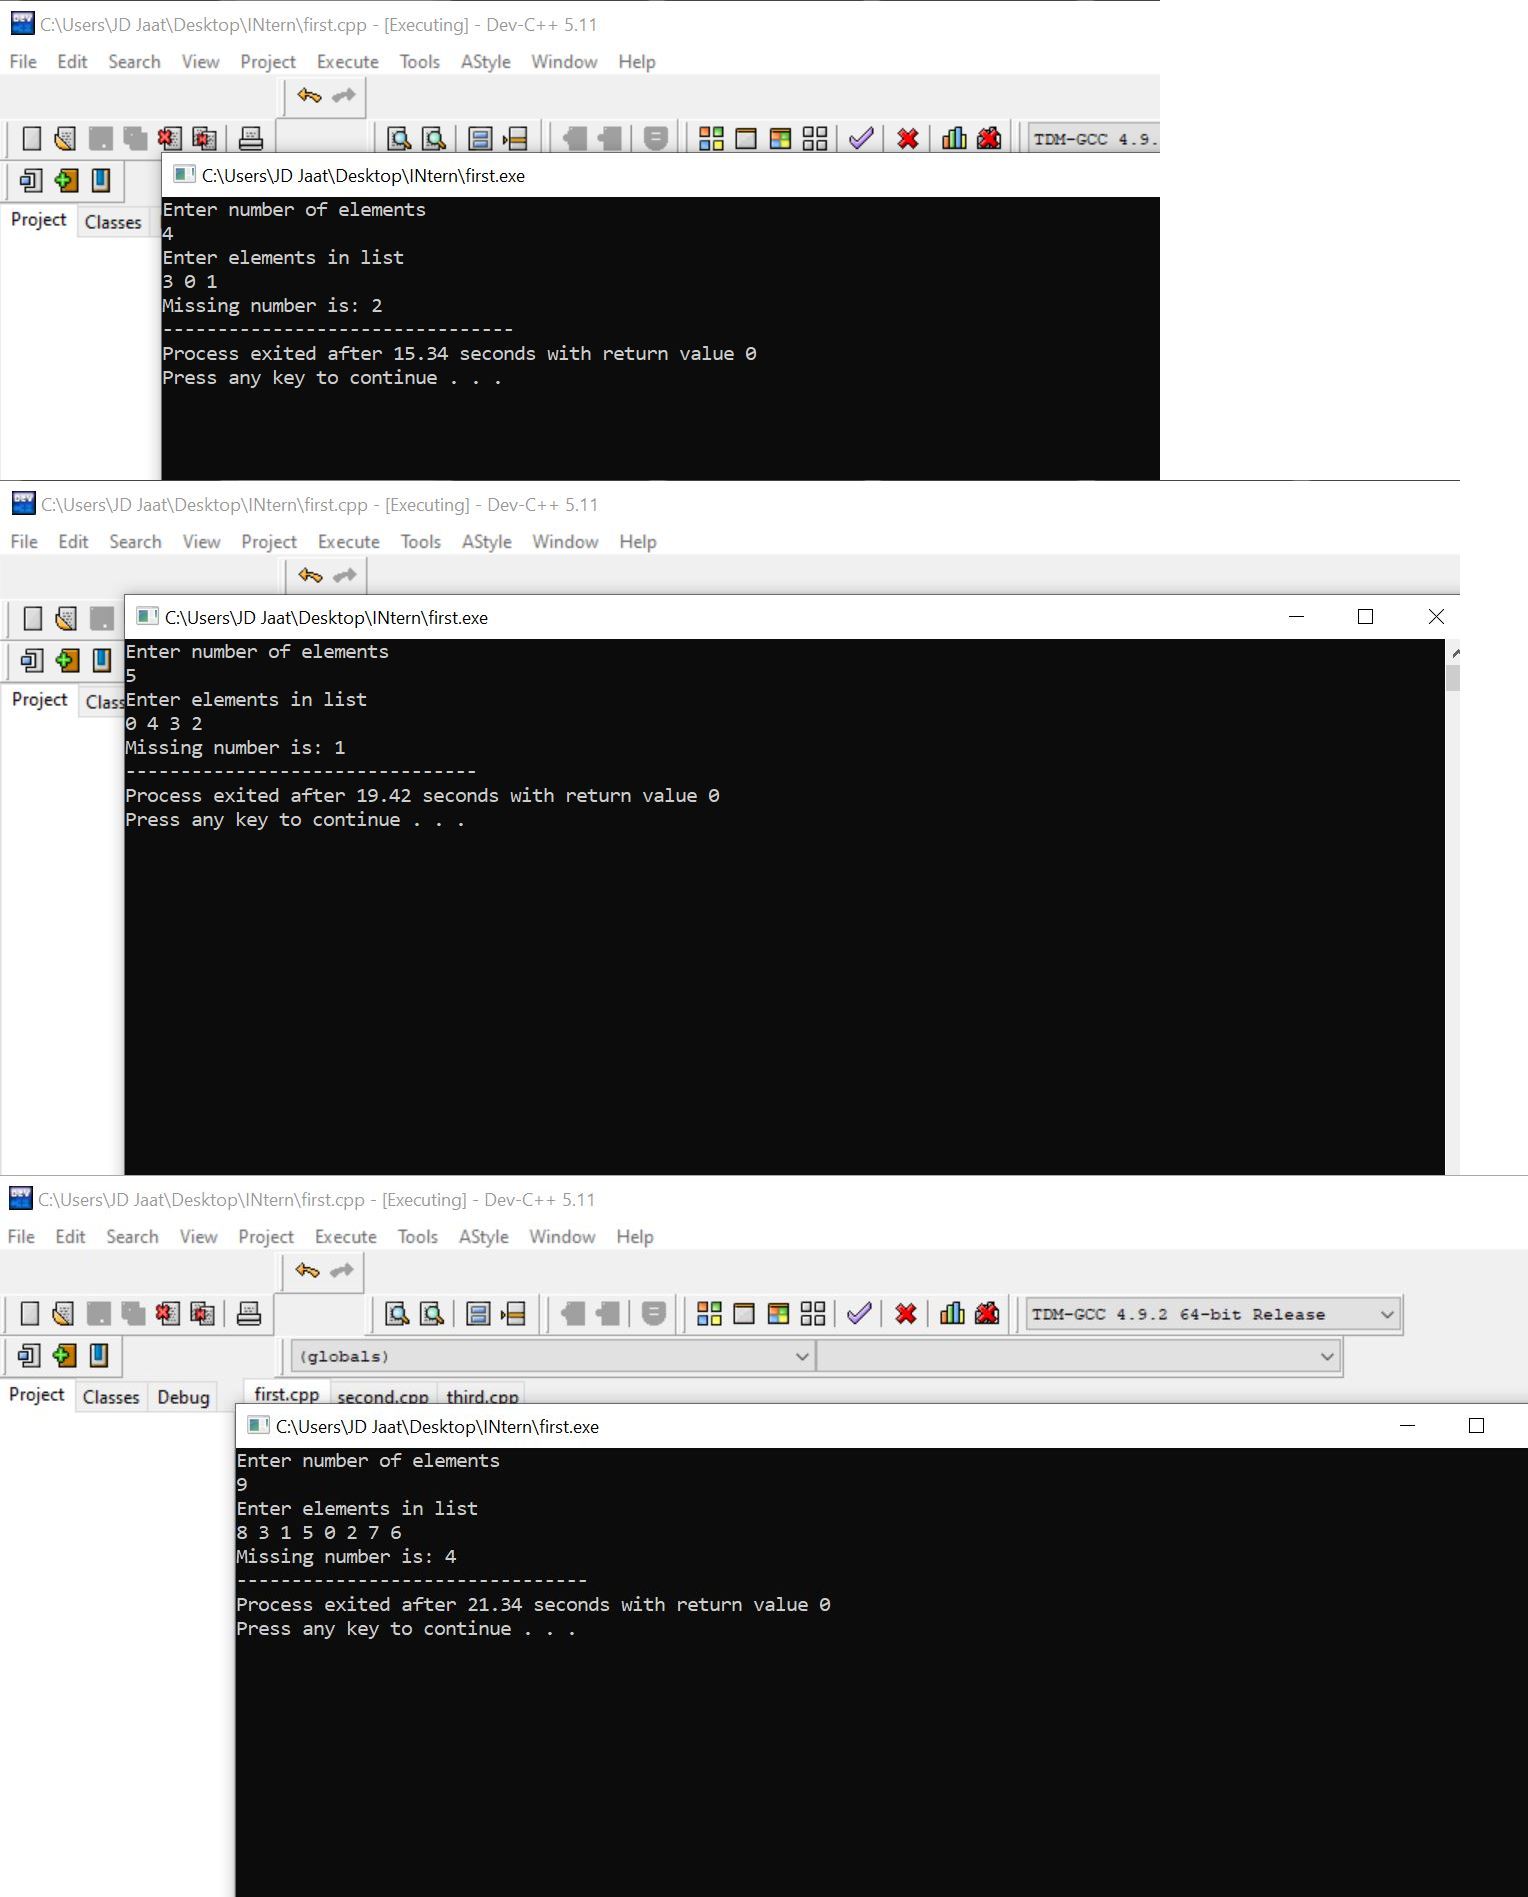 C:\Users\JD Jaat\Desktop\INtern\first.cpp - [Executing] - Dev-C++ 5.11
File Edit Search View Project Execute Tools AStyle Window Help
TDM-GCC 4.9.
C:\Users\JD Jaat\Desktop\INtern\first.exe
Project Classes
Enter number of elements
4
Enter elements in list
3 0 1
Missing number is: 2
--------------------------------
Process exited after 15.34 seconds with return value 0
Press any key to continue . . .
C:\Users\JD Jaat\Desktop\INtern\first.cpp - [Executing] - Dev-C++ 5.11
File Edit Search View Project Execute Tools AStyle Window Help
C:\Users\JD Jaat\Desktop\INtern\first.exe
Project Class
Enter number of elements
5
Enter elements in list
0 4 3 2
Missing number is: 1
--------------------------------
Process exited after 19.42 seconds with return value 0
Press any key to continue . . .
C:\Users\JD Jaat\Desktop\INtern\first.cpp - [Executing] - Dev-C++ 5.11
File Edit Search View Project Execute Tools AStyle Window Help
TDM-GCC 4.9.2 64-bit Release
(globals)
Project Classes Debug first.cpp second.cpp third.cpp
C:\Users\JD Jaat\Desktop\INtern\first.exe
Enter number of elements
9
Enter elements in list
8 3 1 5 0 2 7 6
Missing number is: 4
--------------------------------
Process exited after 21.34 seconds with return value 0
Press any key to continue . . .